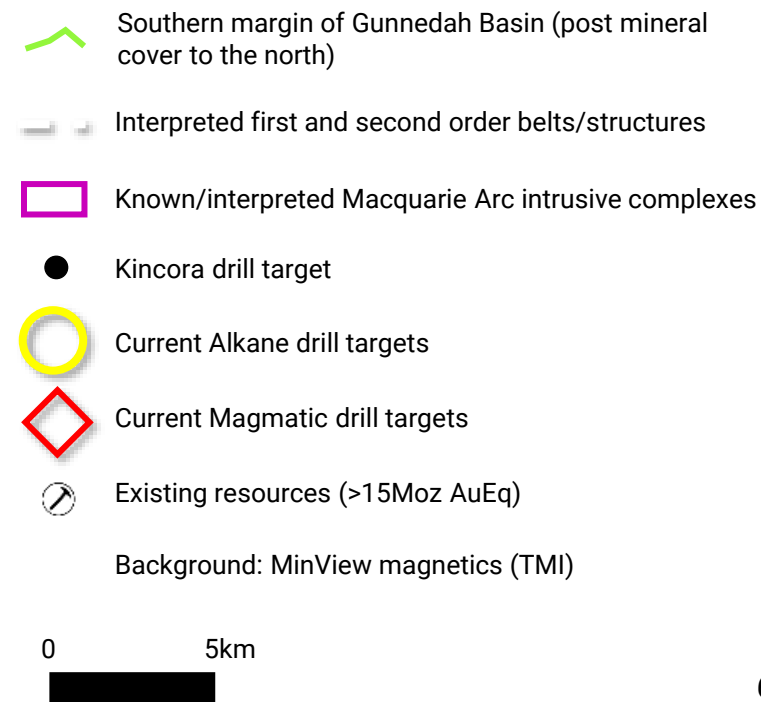 Southern margin of Gunnedah Basin (post mineral
cover to the north)
Interpreted first and second order belts/structures
Known/interpreted Macquarie Arc intrusive complexes
Kincora drill target
Current Alkane drill targets
Current Magmatic drill targets
Existing resources (>15Moz AuEq)
Background: MinView magnetics (TMI)
0 5km